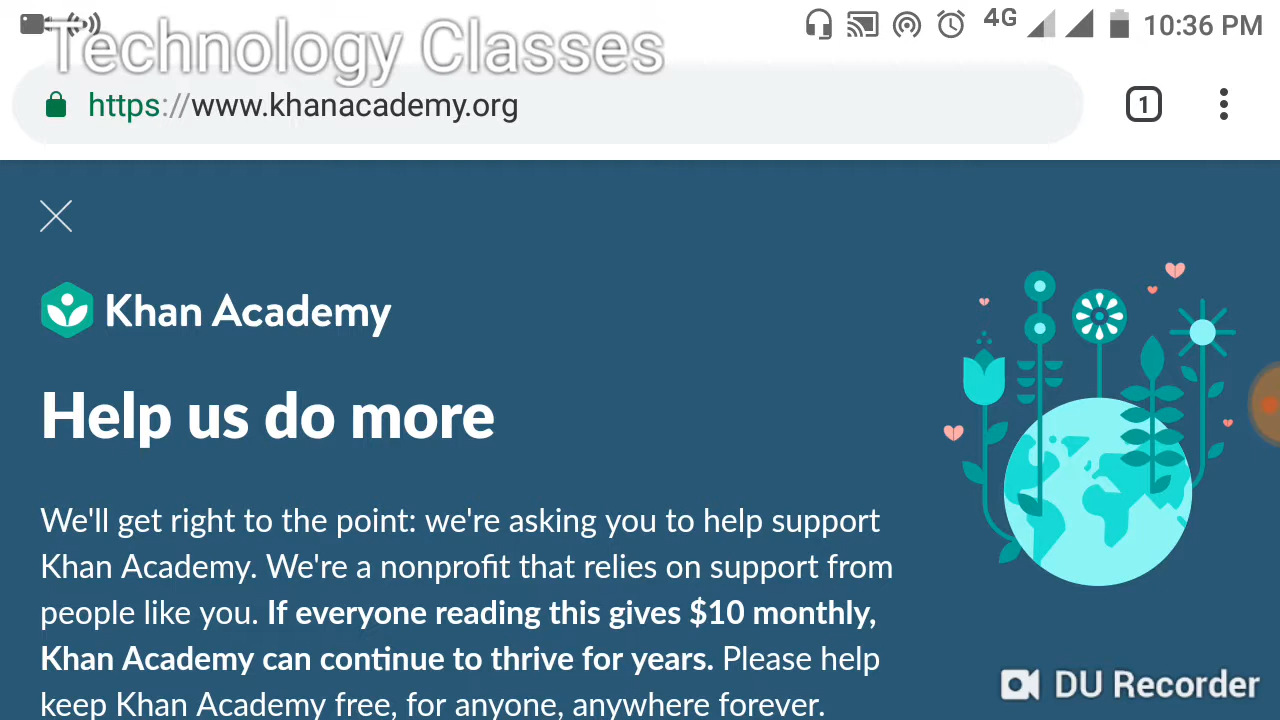 Technology Classes
4G
10:36 PM
https://www.khanacademy.org
1
Khan Academy
Help us do more
We'll get right to the point: we're asking you to help support
Khan Academy. We're a nonprofit that relies on support from
people like you. If everyone reading this gives $10 monthly,
Khan Academy can continue to thrive for years. Please help
keep Khan Academy free, for anyone, anywhere forever.
DU Recorder